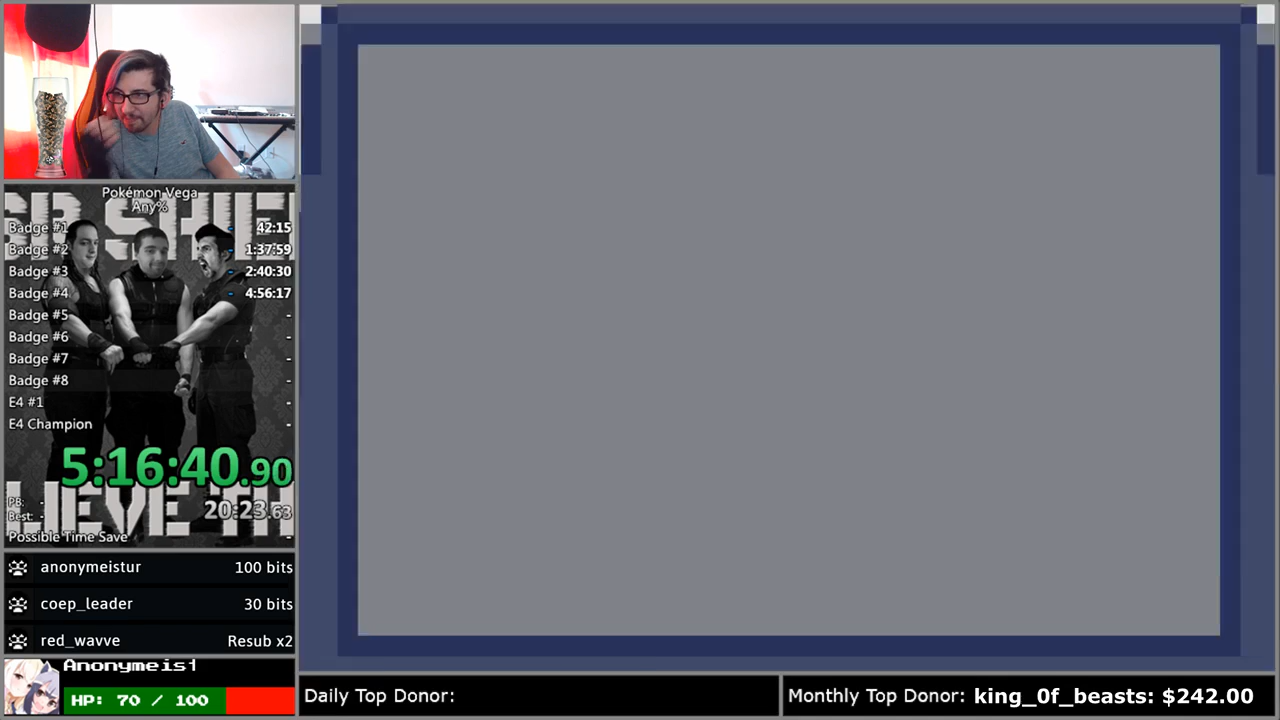 Pokémon Vega
Any%
Badge #1 42:15
Badge #2 - 1:37:59
Badge #3 - 2:40:30
Badge #4 - 4:56:17
Badge #5 -
Badge #6 -
Badge #7 -
Badge #8 -
E4 #1 -
E4 Champion -
5:16:40.90
PB: -
20:23.63
Best: -
LIEVE TH
Possible Time Save -
anonymeistur 100 bits
coep_leader 30 bits
red_wavve Resub x2
Anonymeist
HP: 70 / 100
Daily Top Donor:
Monthly Top Donor: king_0f_beasts: $242.00